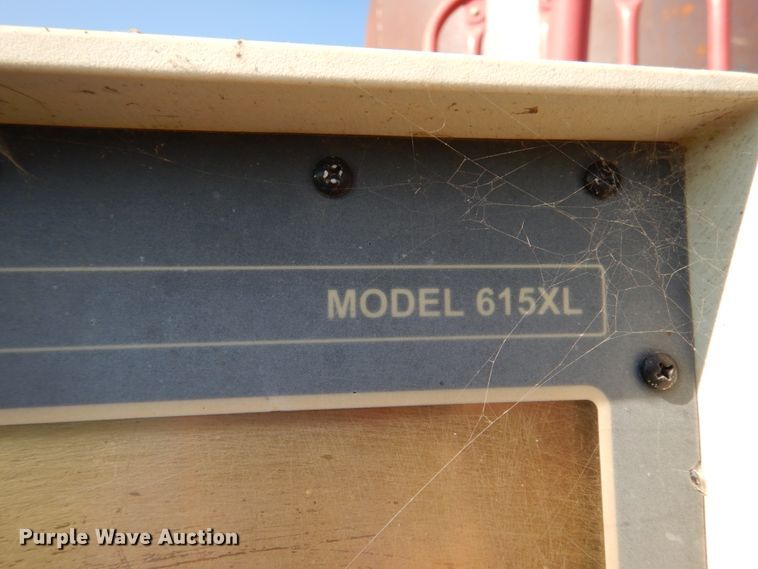 MODEL 615XL
Purple Wave Auction